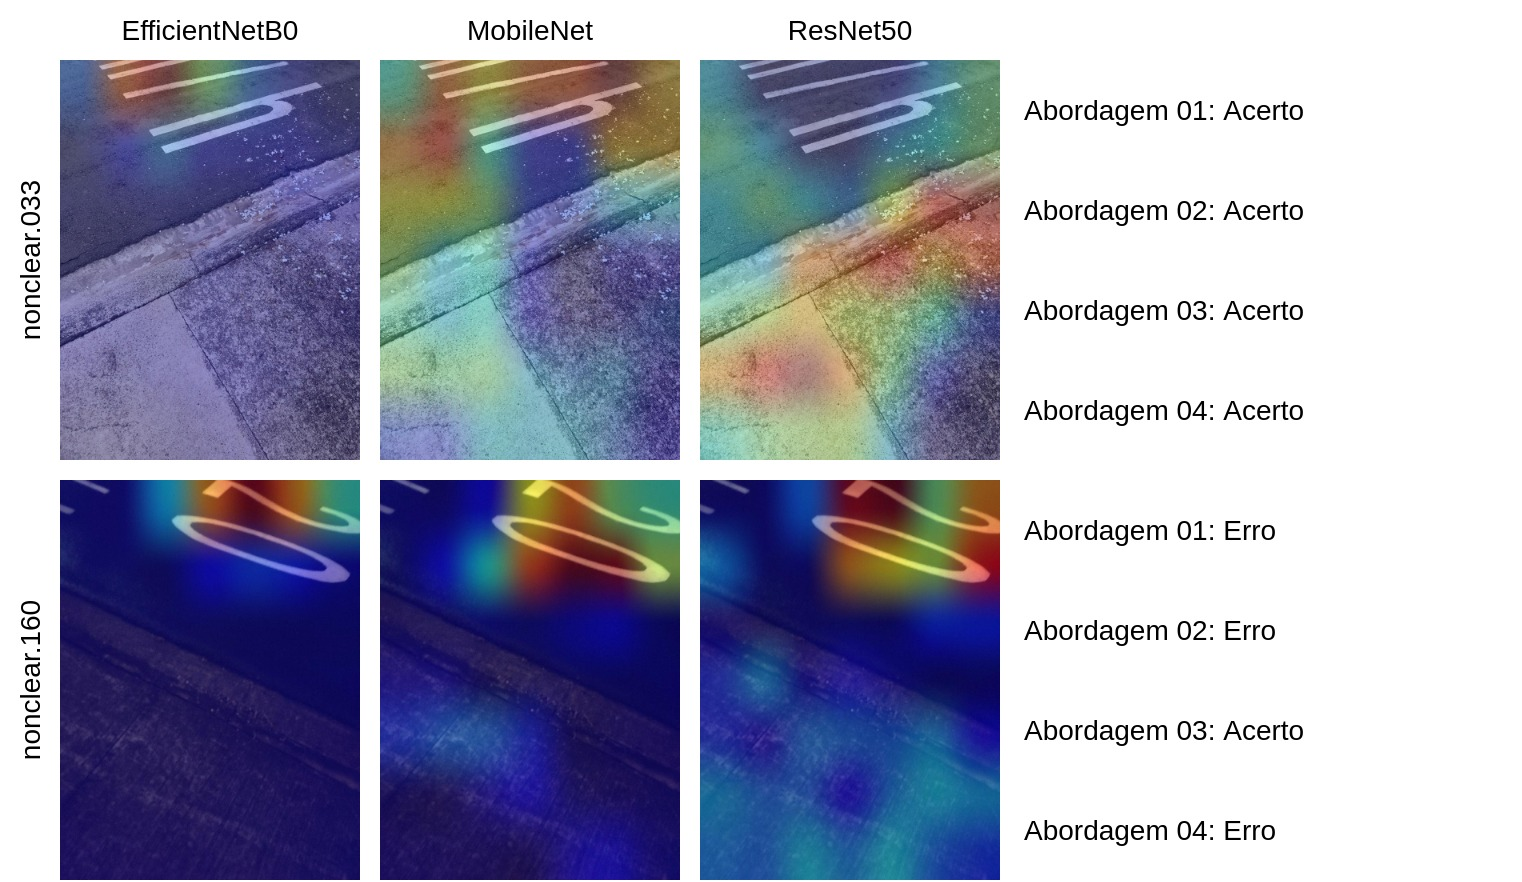 EfficientNetB0 MobileNet ResNet50
nonclear.033
Abordagem 01: Acerto
Abordagem 02: Acerto
Abordagem 03: Acerto
Abordagem 04: Acerto
nonclear.160
Abordagem 01: Erro
Abordagem 02: Erro
Abordagem 03: Acerto
Abordagem 04: Erro